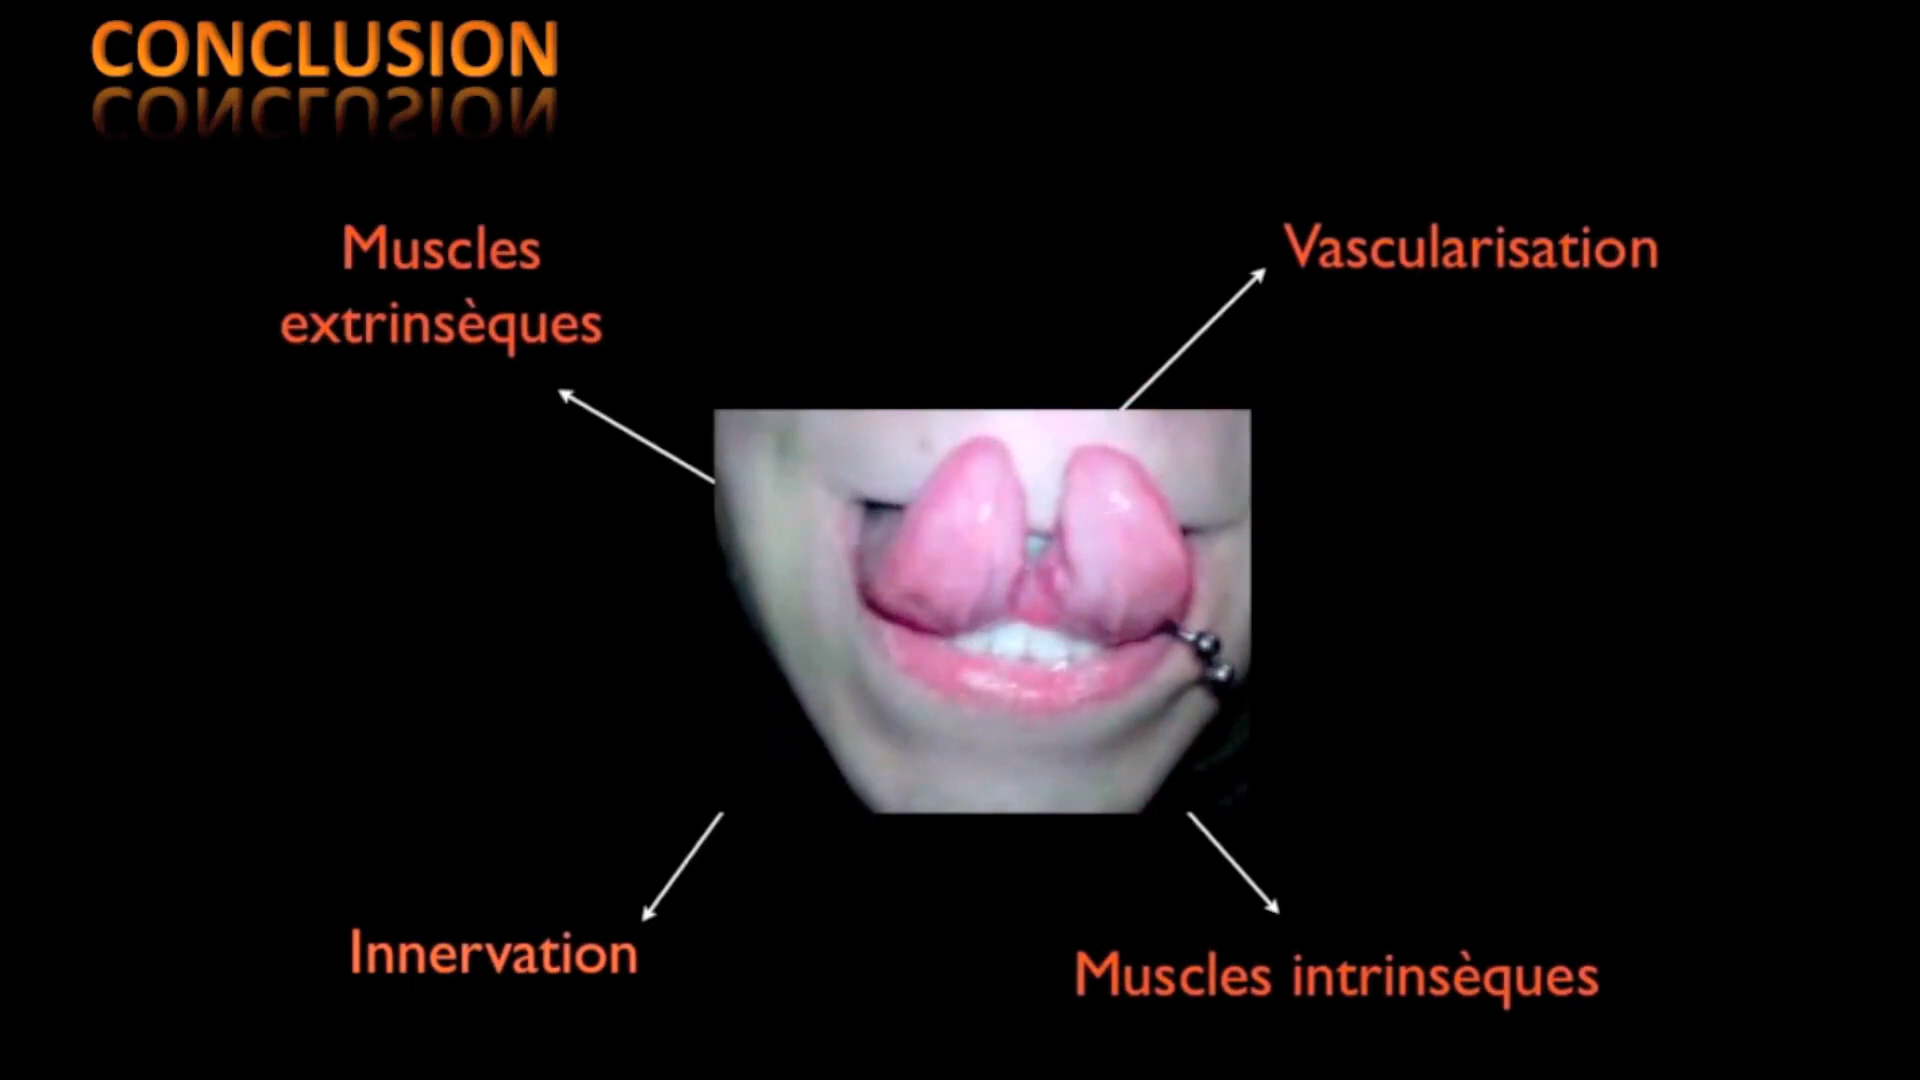 CONCLUSION
Muscles
extrinsèques
Vascularisation
Innervation
Muscles intrinsèques